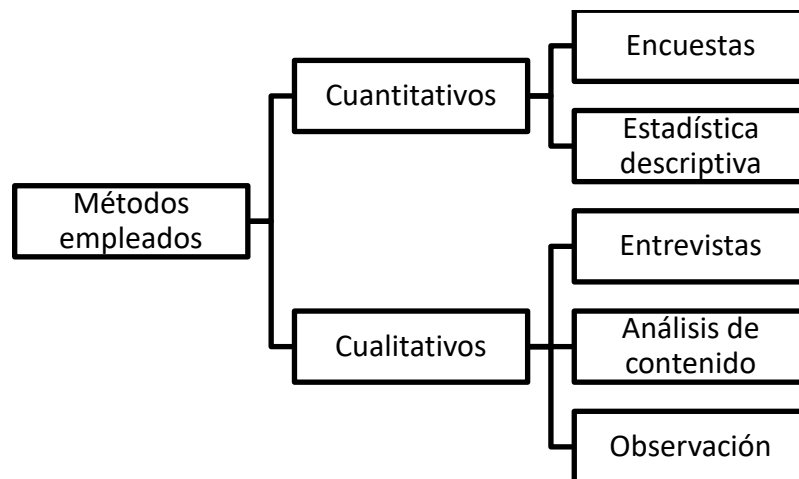 Métodos
empleados
Cuantitativos
Encuestas
Estadística
descriptiva
Cualitativos
Entrevistas
Análisis de
contenido
Observación